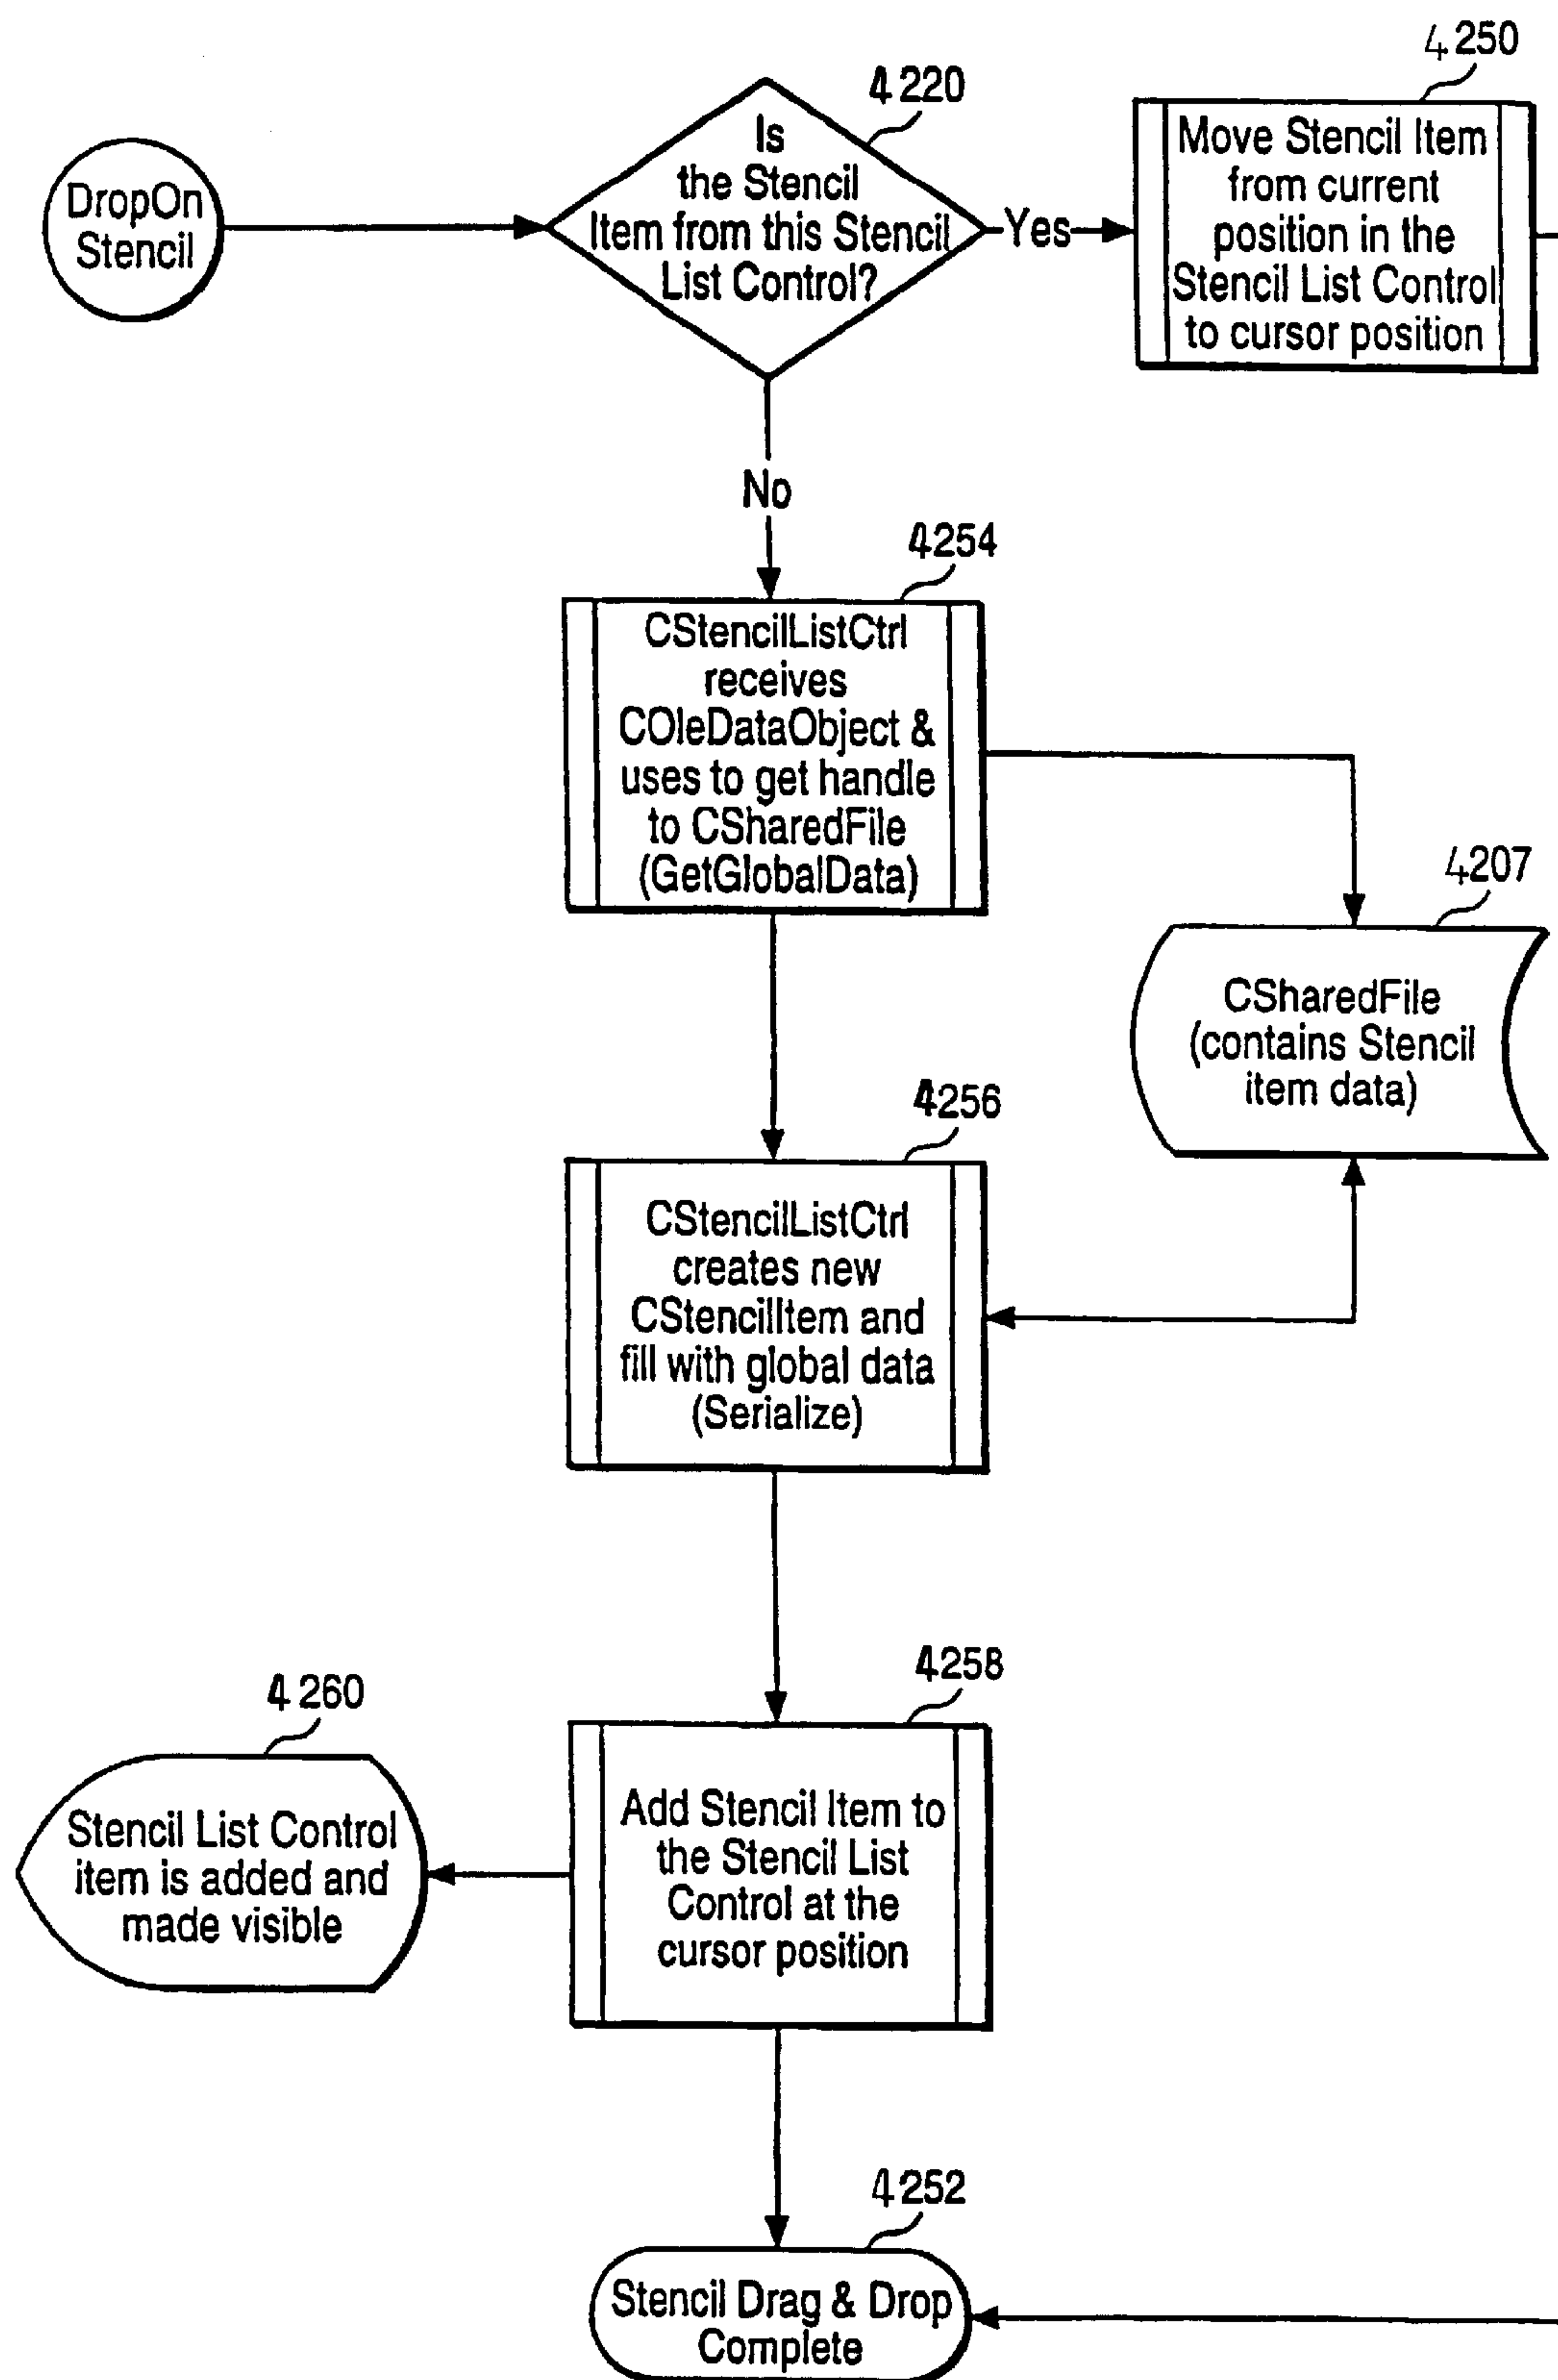 4250
4220
DropOn
Stencil
Is
the Stencil
Item from this Stencil
List Control?
Yes
Move Stencil Item
from current
position in the
Stencil List Control
to cursor position
No
4254
CStencilListCtrl
receives
COleDataObject &
uses to get handle
to CSharedFile
(GetGlobalData)
4207
CSharedFile
(contains Stencil
item data)
4256
CStencilListCtrl
creates new
CStencilItem and
fill with global data
(Serialize)
4258
Add Stencil Item to
the Stencil List
Control at the
cursor position
4260
Stencil List Control
item is added and
made visible
4252
Stencil Drag & Drop
Complete